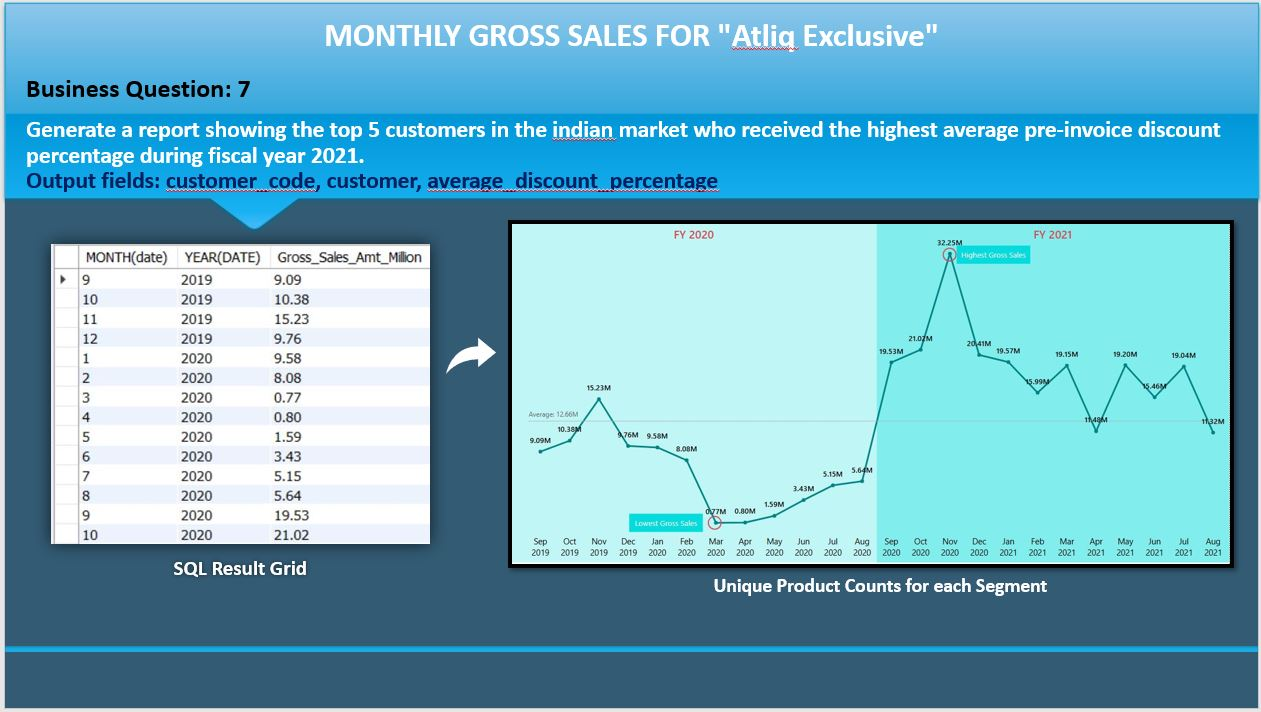 MONTHLY GROSS SALES FOR "Atliq Exclusive"
Business Question: 7
Generate a report showing the top 5 customers in the indian market who received the highest average pre-invoice discount
percentage during fiscal year 2021.
Output fields: customer_code, customer, average_discount_percentage
MONTH(date) YEAR(DATE) Gross_Sales_Amt_Milion
9 2019 9.09
10 2019 10.38
11 2019 15.23
12 2019 9.76
1 2020 9.58
2 2020 8.08
3 2020 0.77
4 2020 0.80
5 2020 1.59
6 2020 3.43
7 2020 5.15
8 2020 5.64
9 2020 19.53
10 2020 21.02
SQL Result Grid
FY 2020 FY 2021
32.25M
Highest Gross Sales
21.02M
19.53M 20.41M 19.57M 19.15M 19.20M 19.04M
15.99M 15.46M
15.23M
Average: 12.66M
11.48M 11.32M
10.38M
9.09M 9.76M 9.58M
8.08M
5.15M 5.64M
3.43M
1.59M
0.77M 0.80M
Lowest Gross Sales
Sep Oct Nov Dec Jan Feb Mar Apr May Jun Jul Aug Sep Oct Nov Dec Jan Feb Mar Apr May Jun Jul Aug
2019 2019 2019 2019 2020 2020 2020 2020 2020 2020 2020 2020 2020 2020 2020 2020 2021 2021 2021 2021 2021 2021 2021 2021
Unique Product Counts for each Segment